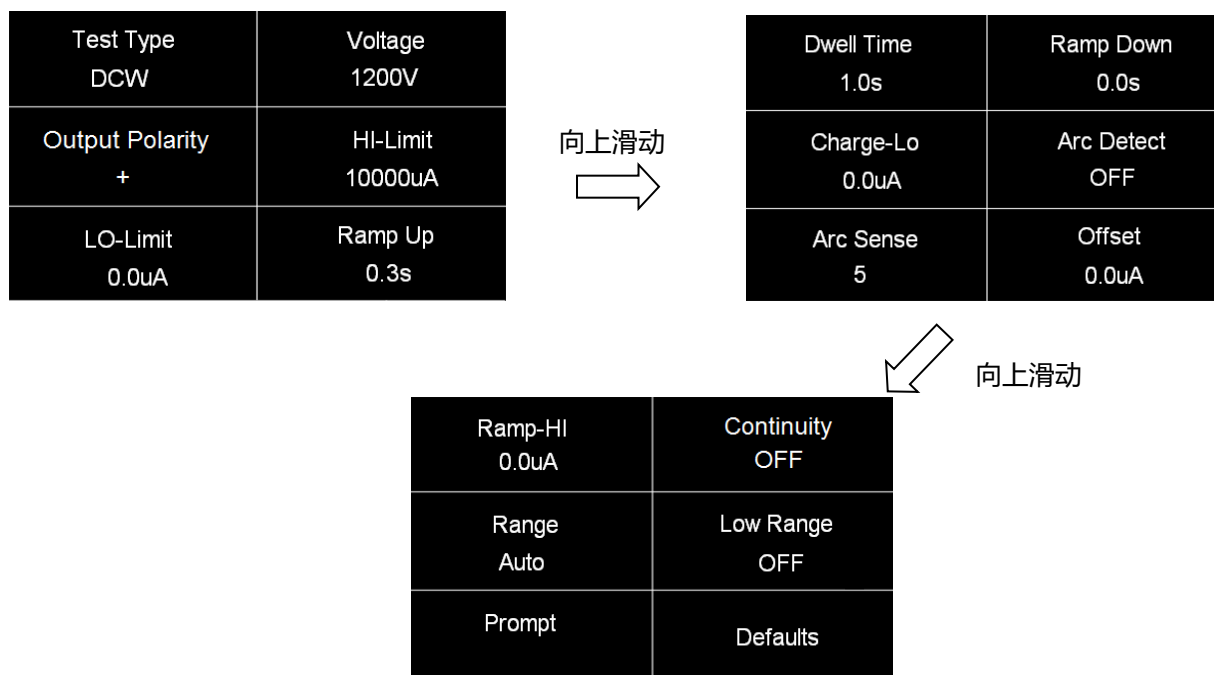 Test Type
DCW
Voltage
1200V
Output Polarity
+
HI-Limit
10000uA
LO-Limit
0.0uA
Ramp Up
0.3s
向上滑动
Dwell Time
1.0s
Ramp Down
0.0s
Charge-Lo
0.0uA
Arc Detect
OFF
Arc Sense
5
Offset
0.0uA
向上滑动
Ramp-HI
0.0uA
Continuity
OFF
Range
Auto
Low Range
OFF
Prompt
Defaults